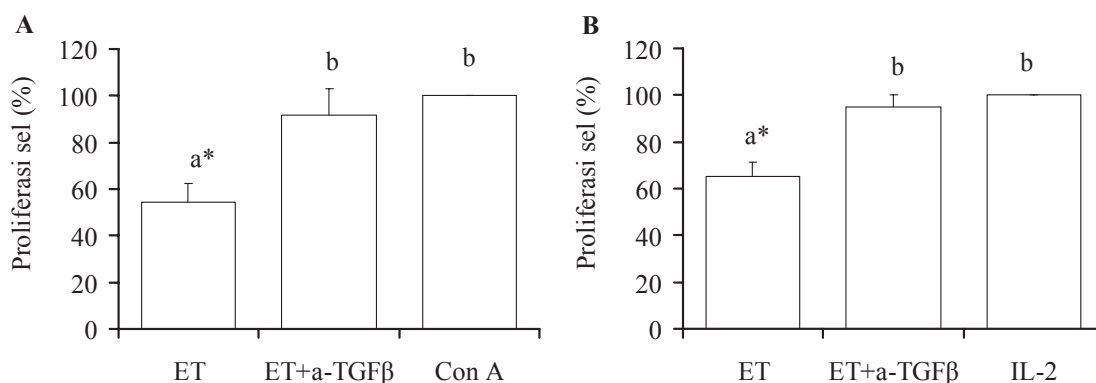 A
Proliferasi sel (%)
120
100
80
60
40
20
0
a*
b
b
ET
ET+a-TGFβ
Con A
B
Proliferasi sel (%)
120
100
80
60
40
20
0
a*
b
b
ET
ET+a-TGFβ
IL-2